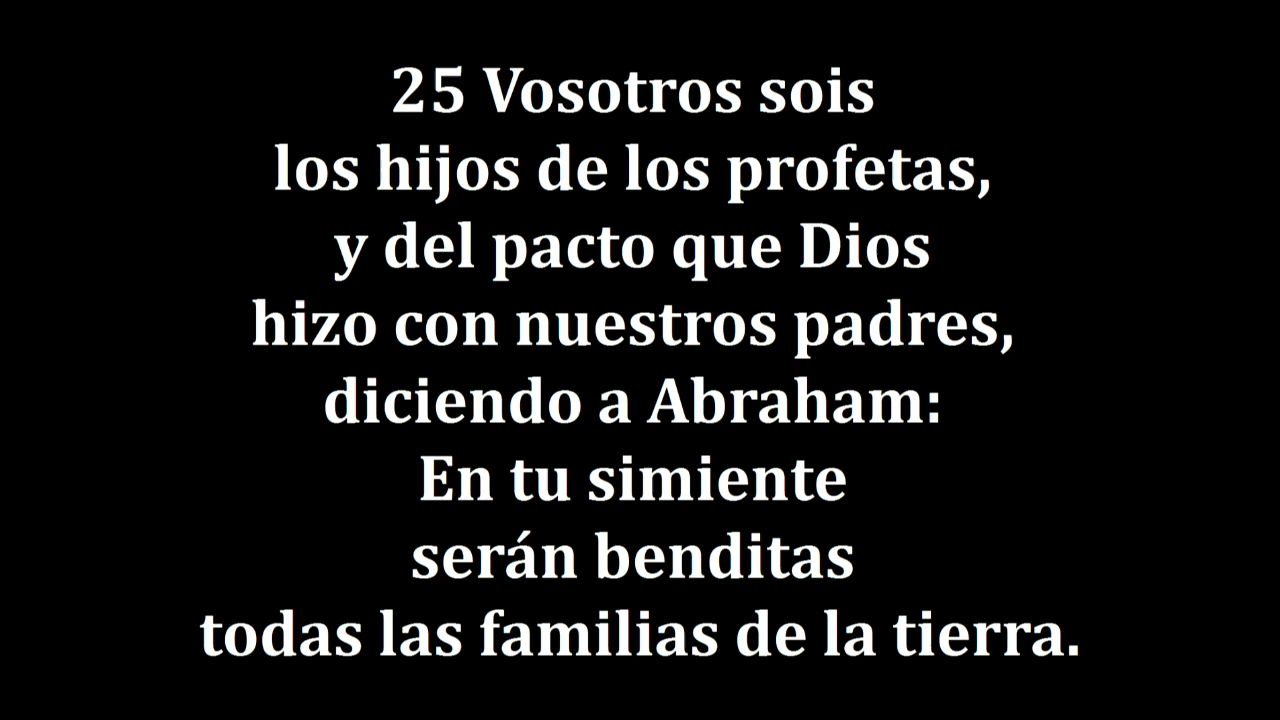 25 Vosotros sois
los hijos de los profetas,
y del pacto que Dios
hizo con nuestros padres,
diciendo a Abraham:
En tu simiente
serán benditas
todas las familias de la tierra.